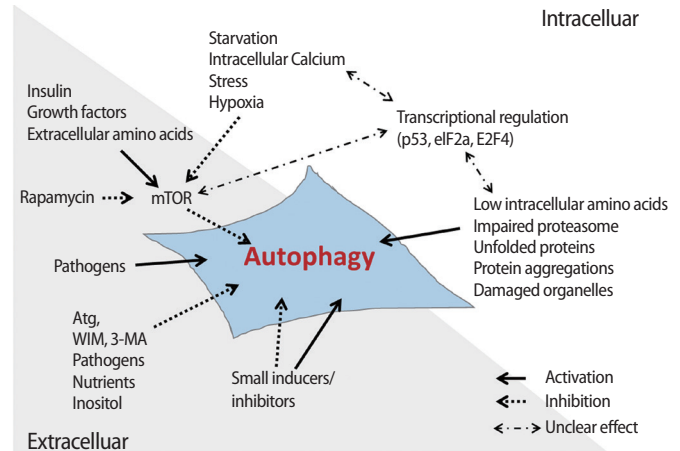 Intracelluar
Starvation
Intracellular Calcium
Stress
Hypoxia
Insulin
Growth factors
Extracellular amino acids
Transcriptional regulation
(p53, elF2a, E2F4)
Rapamycin
mTOR
Low intracellular amino acids
Impaired proteasome
Unfolded proteins
Protein aggregations
Damaged organelles
Autophagy
Pathogens
Atg,
WIM, 3-MA
Pathogens
Nutrients
Inositol
Small inducers/
inhibitors
Activation
Inhibition
Unclear effect
Extracelluar